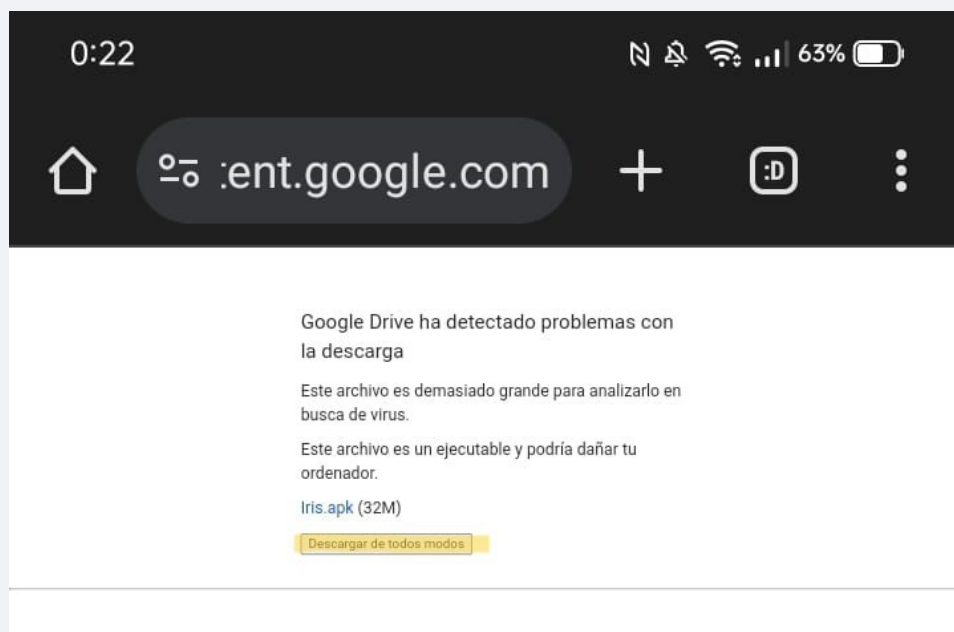 0:22
63%
:ent.google.com
:D
Google Drive ha detectado problemas con
la descarga
Este archivo es demasiado grande para analizarlo en
busca de virus.
Este archivo es un ejecutable y podría dañar tu
ordenador.
Iris.apk (32M)
Descargar de todos modos